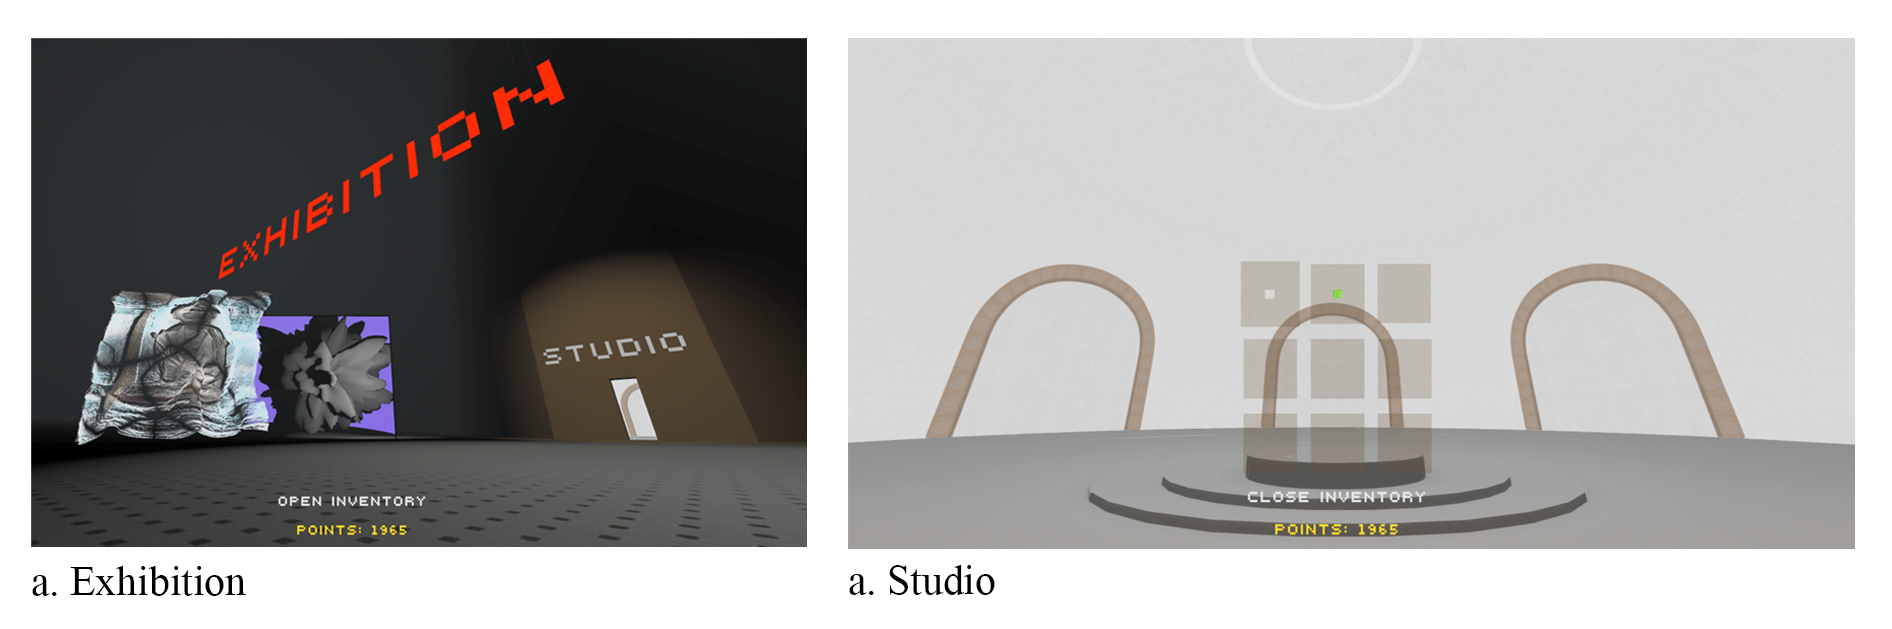 EXHIBITION
STUDIO
OPEN INVENTORY
POINTS: 1965
a. Exhibition
CLOSE INVENTORY
POINTS: 1965
a. Studio